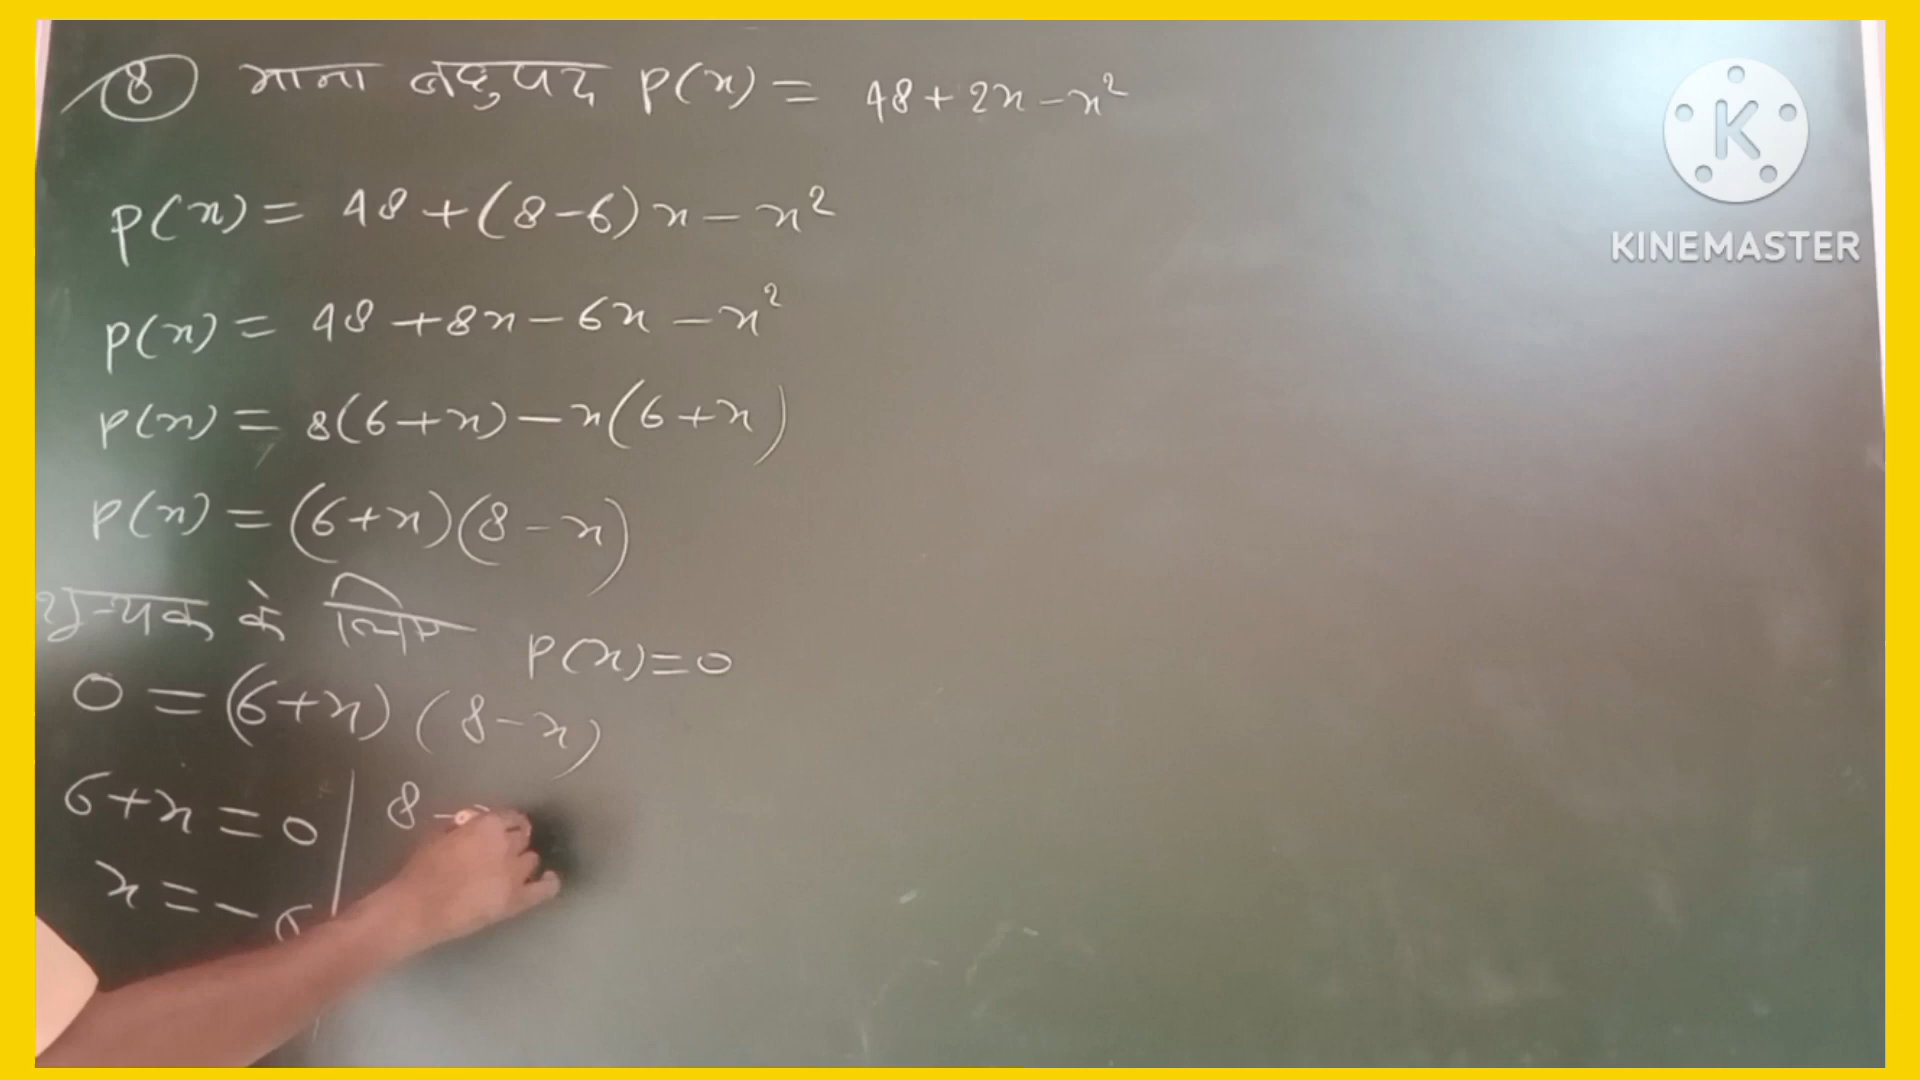 8 माना बहुपद p(x) = 48 + 2x - x²
p(x) = 48 + (8-6)x - x²
p(x) = 48 + 8x - 6x - x²
p(x) = 8(6+x) - x(6+x)
p(x) = (6+x)(8-x)
शून्यक के लिए p(x)=0
0 = (6+x) (8-x)
6+x = 0 | 8 -
x = - 6
K
KINEMASTER